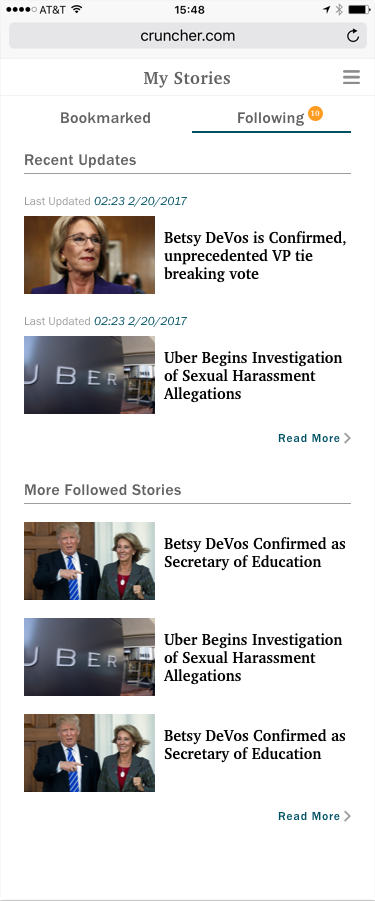 AT&T 15:48
cruncher.com
My Stories
Bookmarked Following 10
Recent Updates
Last Updated 02:23 2/20/2017
Betsy DeVos is Confirmed,
unprecedented VP tie
breaking vote
Last Updated 02:23 2/20/2017
UBER
Uber Begins Investigation
of Sexual Harassment
Allegations
Read More
More Followed Stories
Betsy DeVos Confirmed as
Secretary of Education
UBER
Uber Begins Investigation
of Sexual Harassment
Allegations
Betsy DeVos Confirmed as
Secretary of Education
Read More